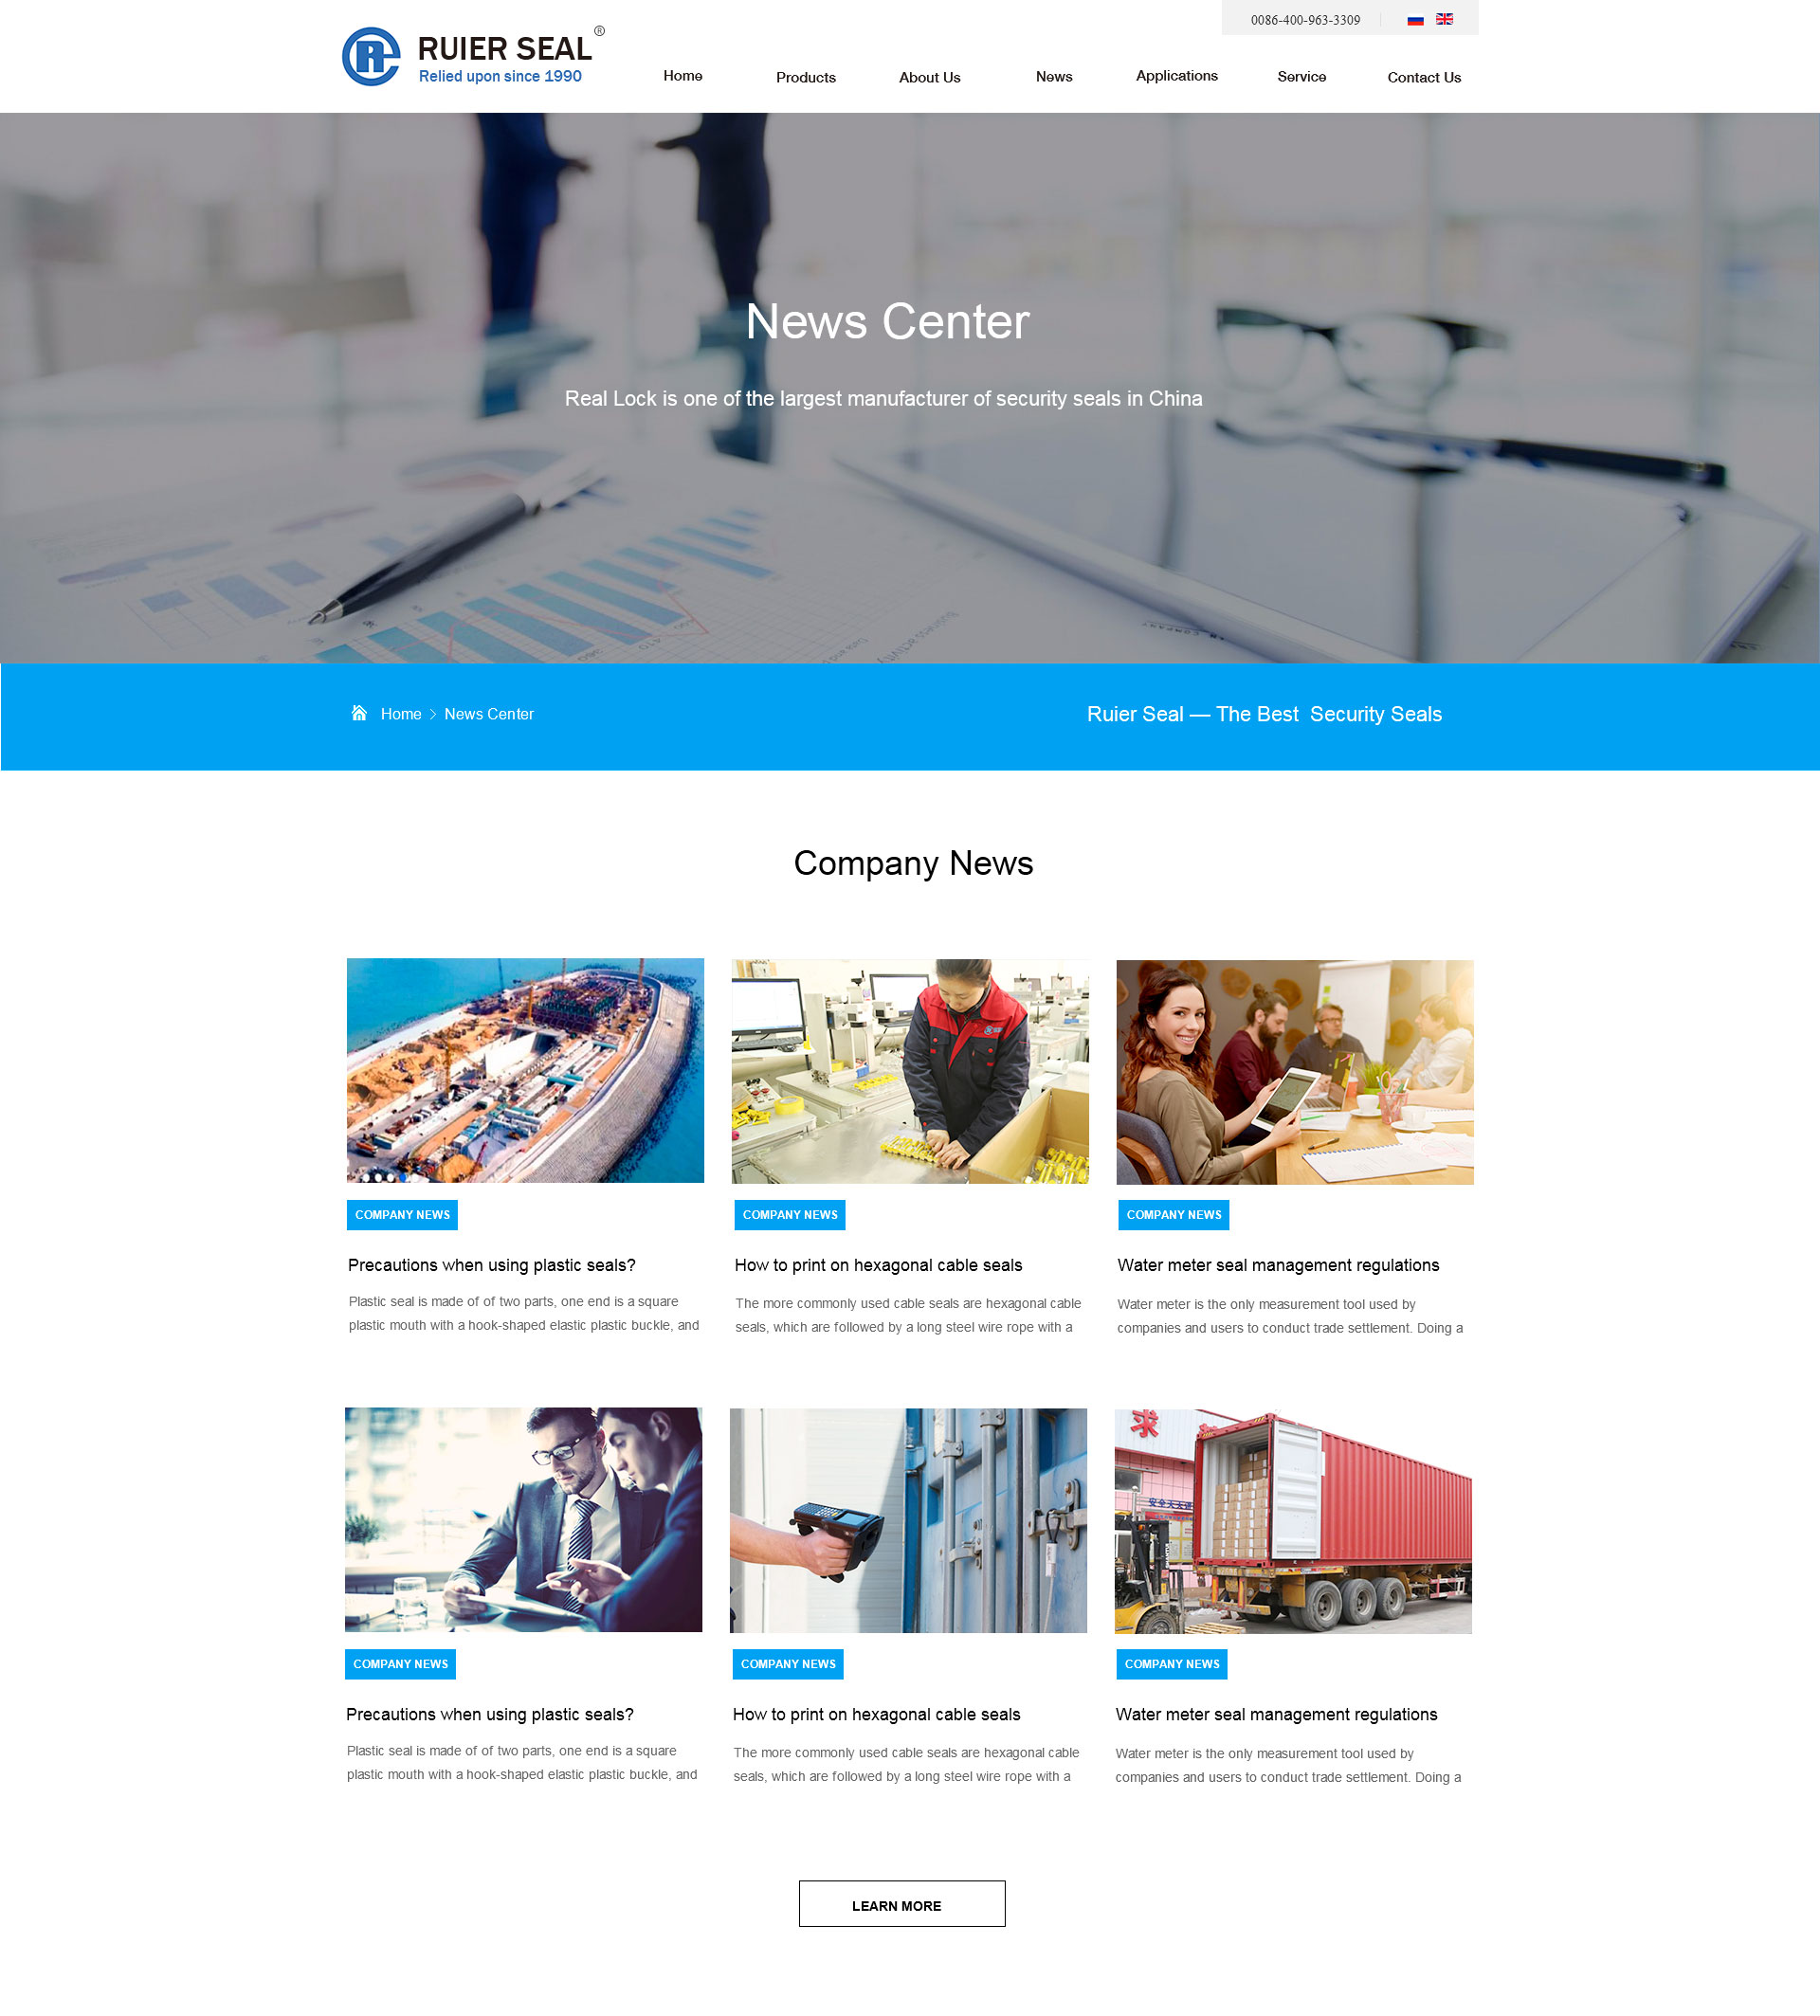 0086-400-963-3309
RUIER SEAL®
Relied upon since 1990
Home
Products
About Us
News
Applications
Service
Contact Us
News Center
Real Lock is one of the largest manufacturer of security seals in China
Home > News Center
Ruier Seal — The Best Security Seals
Company News
COMPANY NEWS
Precautions when using plastic seals?
Plastic seal is made of of two parts, one end is a square
plastic mouth with a hook-shaped elastic plastic buckle, and
COMPANY NEWS
How to print on hexagonal cable seals
The more commonly used cable seals are hexagonal cable
seals, which are followed by a long steel wire rope with a
COMPANY NEWS
Water meter seal management regulations
Water meter is the only measurement tool used by
companies and users to conduct trade settlement. Doing a
求
COMPANY NEWS
Precautions when using plastic seals?
Plastic seal is made of of two parts, one end is a square
plastic mouth with a hook-shaped elastic plastic buckle, and
COMPANY NEWS
How to print on hexagonal cable seals
The more commonly used cable seals are hexagonal cable
seals, which are followed by a long steel wire rope with a
COMPANY NEWS
Water meter seal management regulations
Water meter is the only measurement tool used by
companies and users to conduct trade settlement. Doing a
LEARN MORE